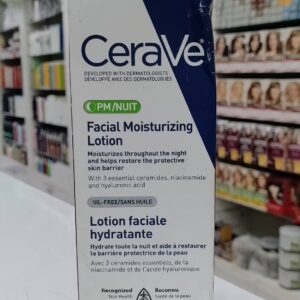 CeraVe
DEVELOPED WITH DERMATOLOGISTS
DÉVELOPPÉ AVEC DES DERMATOLOGUES
PM/NUIT
Facial Moisturizing
Lotion
Moisturizes throughout the night
and helps restore the protective
skin barrier
With 3 essential ceramides, niacinamide
and hyaluronic acid
OIL-FREE/SANS HUILE
Lotion faciale
hydratante
Hydrate toute la nuit et aide à restaurer
la barrière protectrice de la peau
Avec 3 céramides essentiels, de la
niacinamide et de l'acide hyaluronique
Recognized
Reconnu
Skin Health